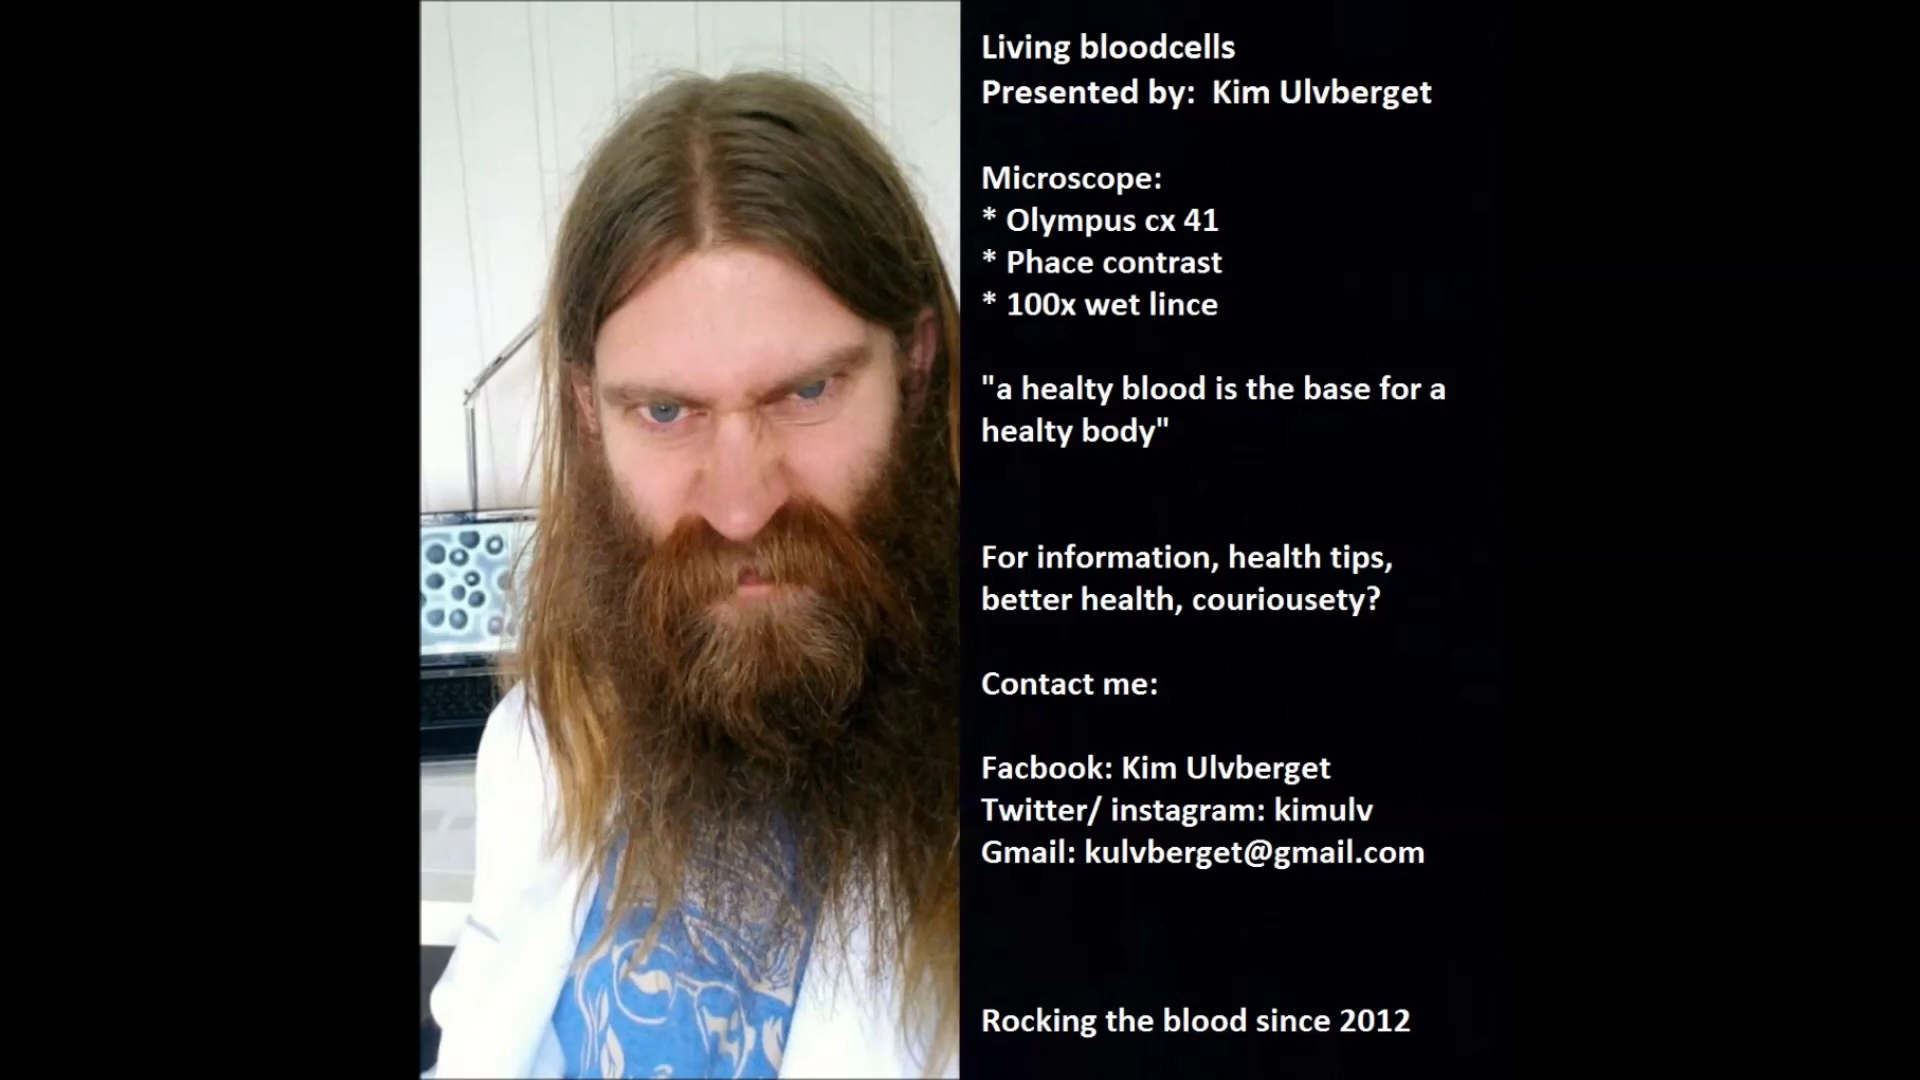 Living bloodcells
Presented by: Kim Ulvberget
Microscope:
* Olympus cx 41
* Phace contrast
* 100x wet lince
"a healty blood is the base for a
healty body"
For information, health tips,
better health, couriousety?
Contact me:
Facbook: Kim Ulvberget
Twitter/ instagram: kimulv
Gmail: kulvberget@gmail.com
Rocking the blood since 2012